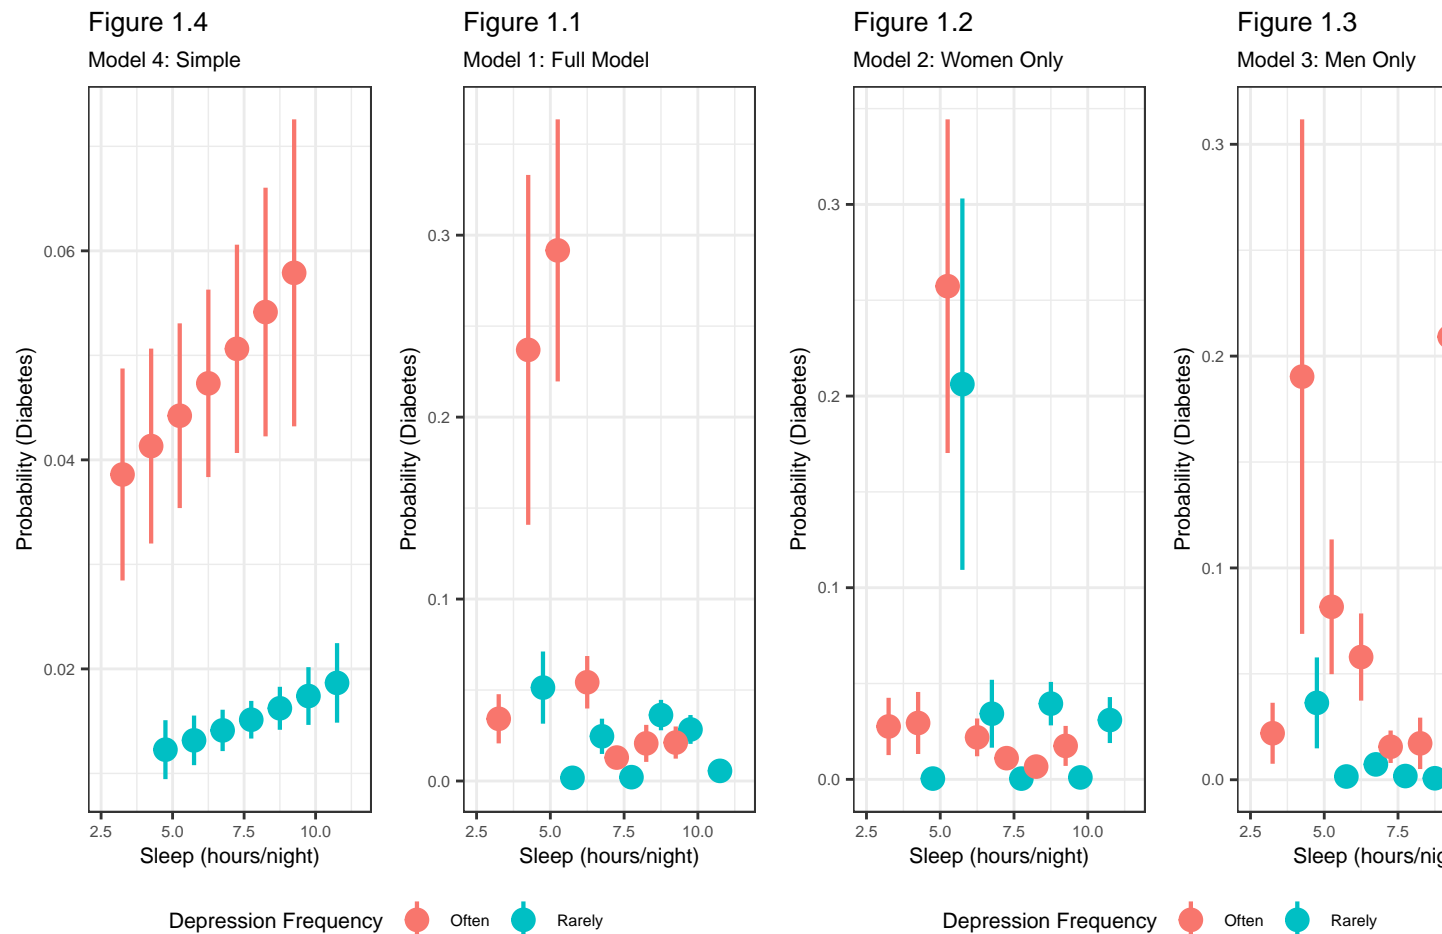 Figure 1.4
Model 4: Simple
Probability (Diabetes)
0.06
0.04
0.02
2.5 5.0 7.5 10.0
Sleep (hours/night)
Figure 1.1
Model 1: Full Model
Probability (Diabetes)
0.3
0.2
0.1
0.0
2.5 5.0 7.5 10.0
Sleep (hours/night)
Depression Frequency Often Rarely
Figure 1.2
Model 2: Women Only
Probability (Diabetes)
0.3
0.2
0.1
0.0
2.5 5.0 7.5 10.0
Sleep (hours/night)
Figure 1.3
Model 3: Men Only
Probability (Diabetes)
0.3
0.2
0.1
0.0
2.5 5.0 7.5
Sleep (hours/nig
Depression Frequency Often Rarely